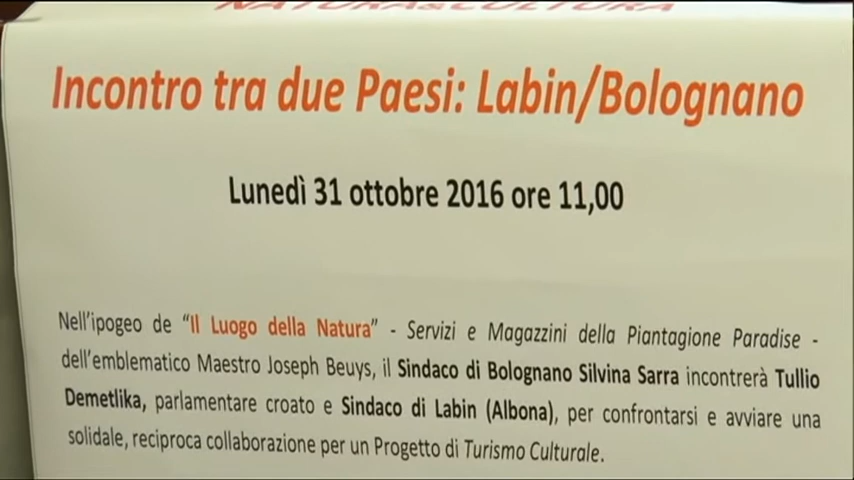 NATURA&CULTURA
Incontro tra due Paesi: Labin/Bolognano
Lunedì 31 ottobre 2016 ore 11,00
Nell'ipogeo de “Il Luogo della Natura” - Servizi e Magazzini della Piantagione Paradise -
dell'emblematico Maestro Joseph Beuys, il Sindaco di Bolognano Silvina Sarra incontrerà Tullio
Demetlika, parlamentare croato e Sindaco di Labin (Albona), per confrontarsi e avviare una
solidale, reciproca collaborazione per un Progetto di Turismo Culturale.